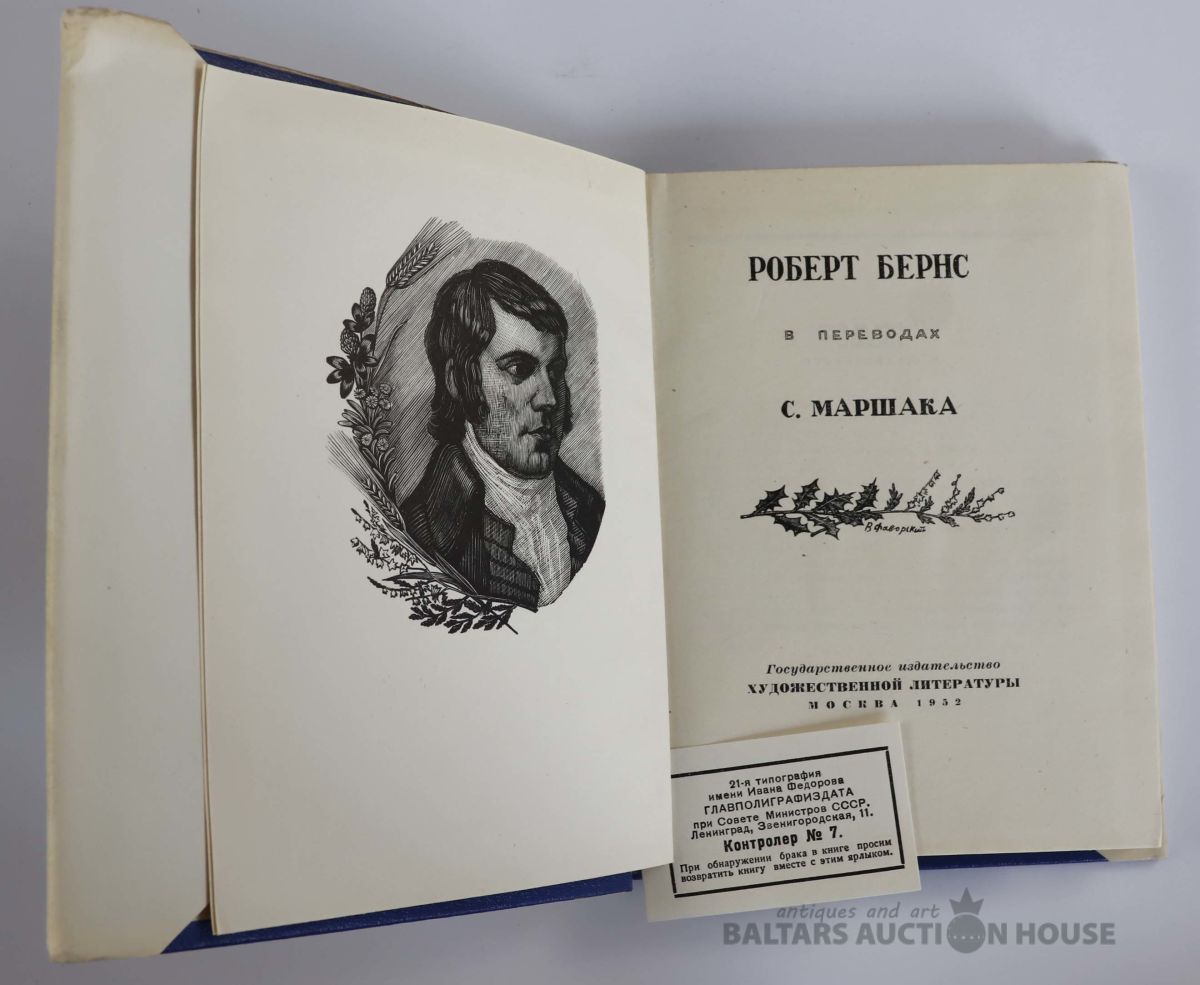 РОБЕРТ БЕРНС
В ПЕРЕВОДАХ
С. МАРШАКА
В Фаворский
Государственное издательство
ХУДОЖЕСТВЕННОЙ ЛИТЕРАТУРЫ
МОСКВА 1952
21-я типография
имени Ивана Федорова
ГЛАВПОЛИГРАФИЗДАТА
при Совете Министров СССР.
Ленинград, Звенигородская, 11.
Контролер № 7.
При обнаружении брака в книге просим
возвратить книгу вместе с этим ярлыком.
antiques and art
BALTARS AUCTION HOUSE